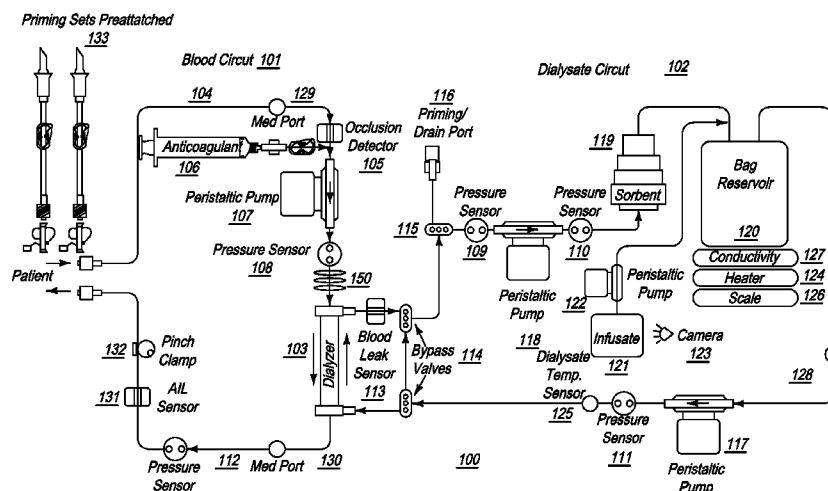 Priming Sets Preattatched
133
Blood Circut 101
Dialysate Circut 102
104
129
Med Port
116
Priming/
Drain Port
119
Anticoagulant
106
Occlusion
Detector
105
Sorbent
Bag
Reservoir
120
Peristaltic Pump
107
Pressure
Sensor
109
115
Pressure
Sensor
110
Pressure Sensor
108
150
Patient
Peristaltic
Pump
118
122
Peristaltic
Pump
Conductivity 127
Heater 124
Scale 126
Infusate
121
Camera
123
132
Pinch
Clamp
103
Dialyzer
Blood
Leak
Sensor
113
Bypass
Valves
114
Dialysate
Temp.
Sensor
125
128
131
AIL
Sensor
Pressure
Sensor
112
Med Port
130
100
Pressure
Sensor
111
117
Peristaltic
Pump